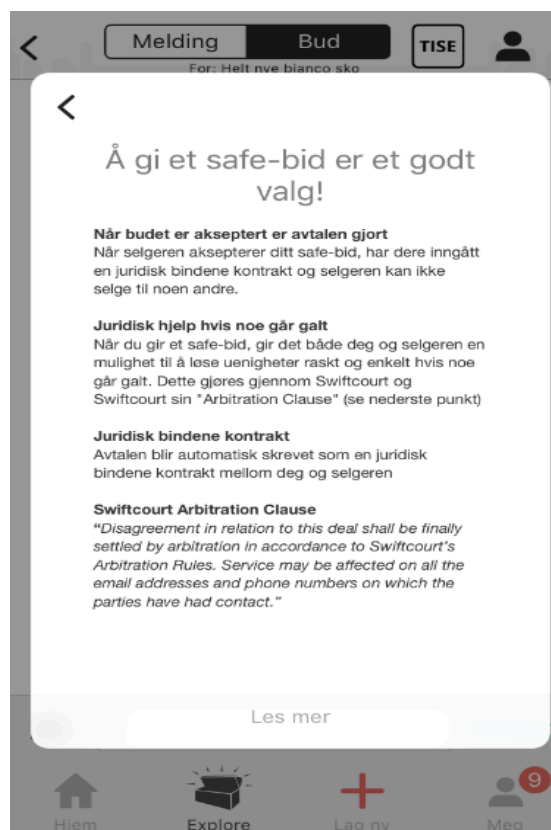 Melding Bud TISE
For: Helt nye bianco sko
Å gi et safe-bid er et godt
valg!
Når budet er akseptert er avtalen gjort
Når selgeren aksepterer ditt safe-bid, har dere inngått
en juridisk bindene kontrakt og selgeren kan ikke
selge til noen andre.
Juridisk hjelp hvis noe går galt
Når du gir et safe-bid, gir det både deg og selgeren en
mulighet til å løse uenigheter raskt og enkelt hvis noe
går galt. Dette gjøres gjennom Swiftcourt og
Swiftcourt sin "Arbitration Clause" (se nederste punkt)
Juridisk bindene kontrakt
Avtalen blir automatisk skrevet som en juridisk
bindene kontrakt mellom deg og selgeren
Swiftcourt Arbitration Clause
"Disagreement in relation to this deal shall be finally
settled by arbitration in accordance to Swiftcourt's
Arbitration Rules. Service may be affected on all the
email addresses and phone numbers on which the
parties have had contact."
Les mer
9
Hjem Explore Lag ny Meg